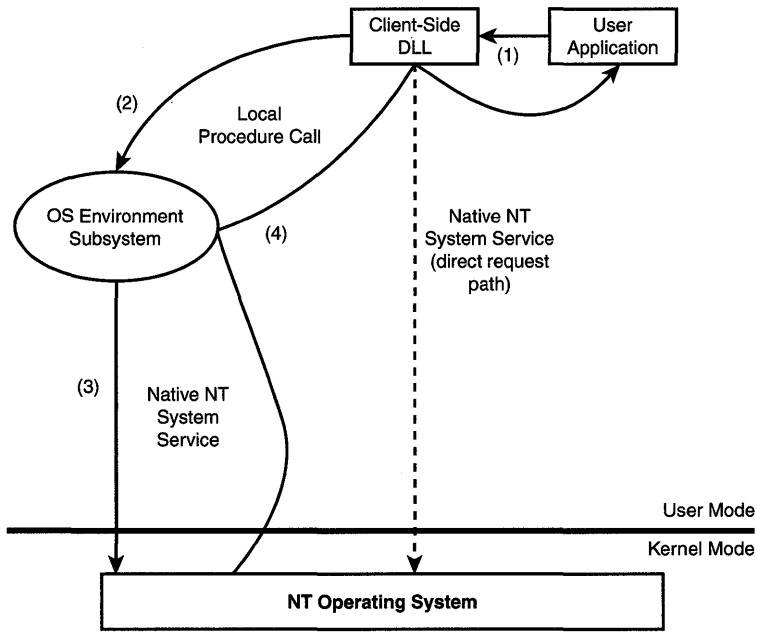 Client-Side
DLL
User
Application
(1)
(2)
Local
Procedure Call
OS Environment
Subsystem
(4)
Native NT
System Service
(direct request
path)
(3)
Native NT
System
Service
User Mode
Kernel Mode
NT Operating System